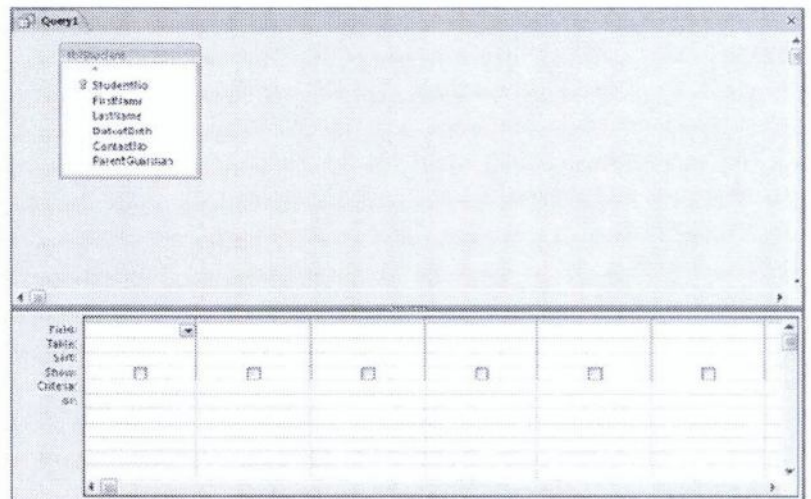 Query1
tblStudent
StudentNo
FirstName
LastName
DateofBirth
ContactNo
ParentGuardian
Field:
Table:
Sort:
Show:
Criteria:
or: